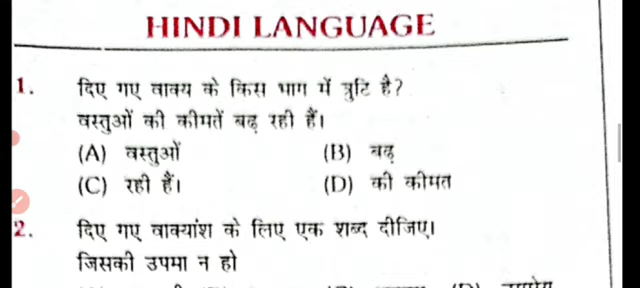 HINDI LANGUAGE
1. दिए गए वाक्य को किस भाग में त्रुटि है?
वस्तुओं की कीमतें बढ़ रही हैं।
(A) वस्तुओं (B) बढ़
(C) रही हैं। (D) की कीमत
2. दिए गए वाक्यांश के लिए एक शब्द दीजिए।
जिसकी उपमा न हो